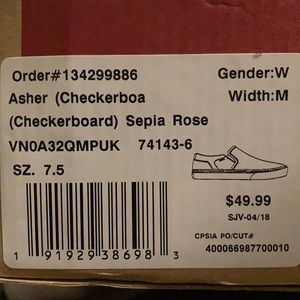 Order#134299886 Gender:W
Asher (Checkerboa Width:M
(Checkerboard) Sepia Rose
VN0A32QMPUK 74143-6
SZ. 7.5
$49.99
SJV-04/18
CPSIA PO/CUT#
400066987700010
1 91929 38698 3